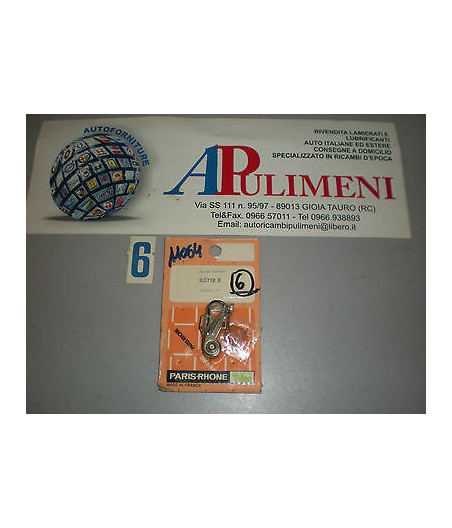 AUTOFORNITURE
APULIMENI
RIVENDITA LAMIERATI E
LUBRIFICANTI
AUTO ITALIANE ED ESTERE
CONSEGNE A DOMICILIO
SPECIALIZZATO IN RICAMBI D'EPOCA
Via SS 111 n. 95/97 - 89013 GIOIA TAURO (RC)
Tel&Fax. 0966 57011 - Tel 0966.938893
Email: autoricambipulimeni@libero.it
6
6
PARIS-RHONE
MADE IN FRANCE